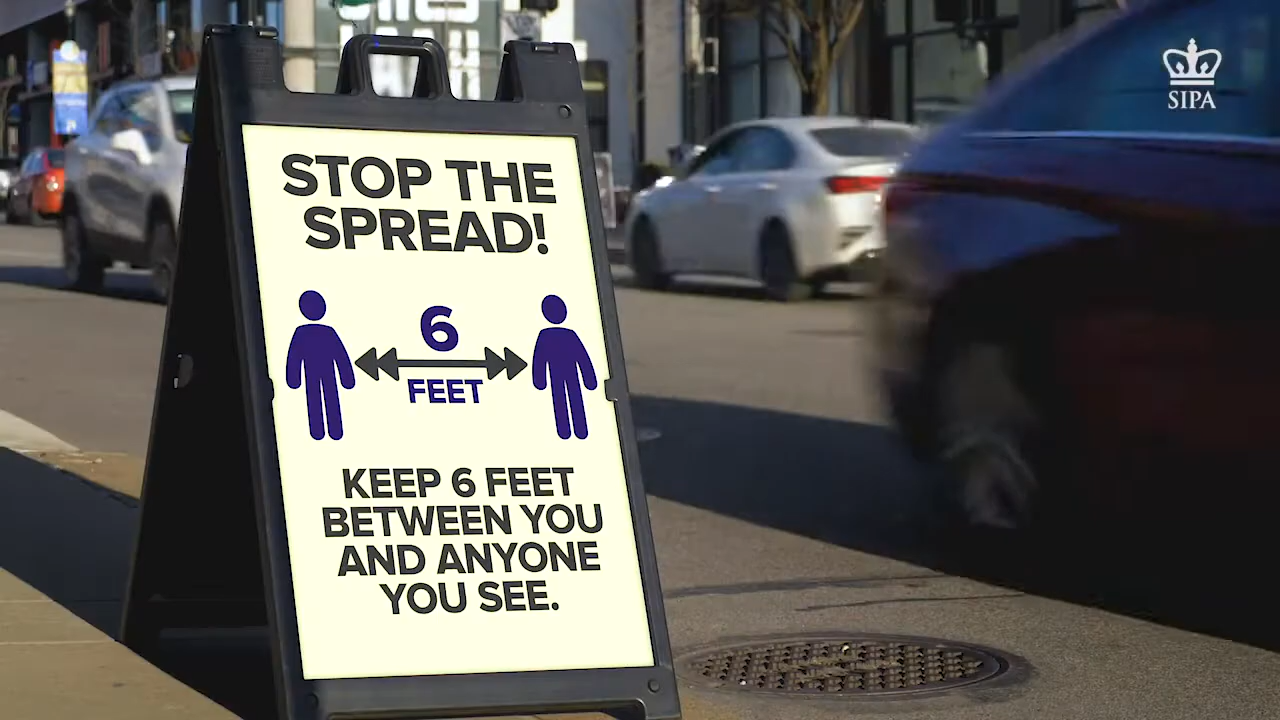 SIPA
STOP THE
SPREAD!
6
FEET
KEEP 6 FEET
BETWEEN YOU
AND ANYONE
YOU SEE.